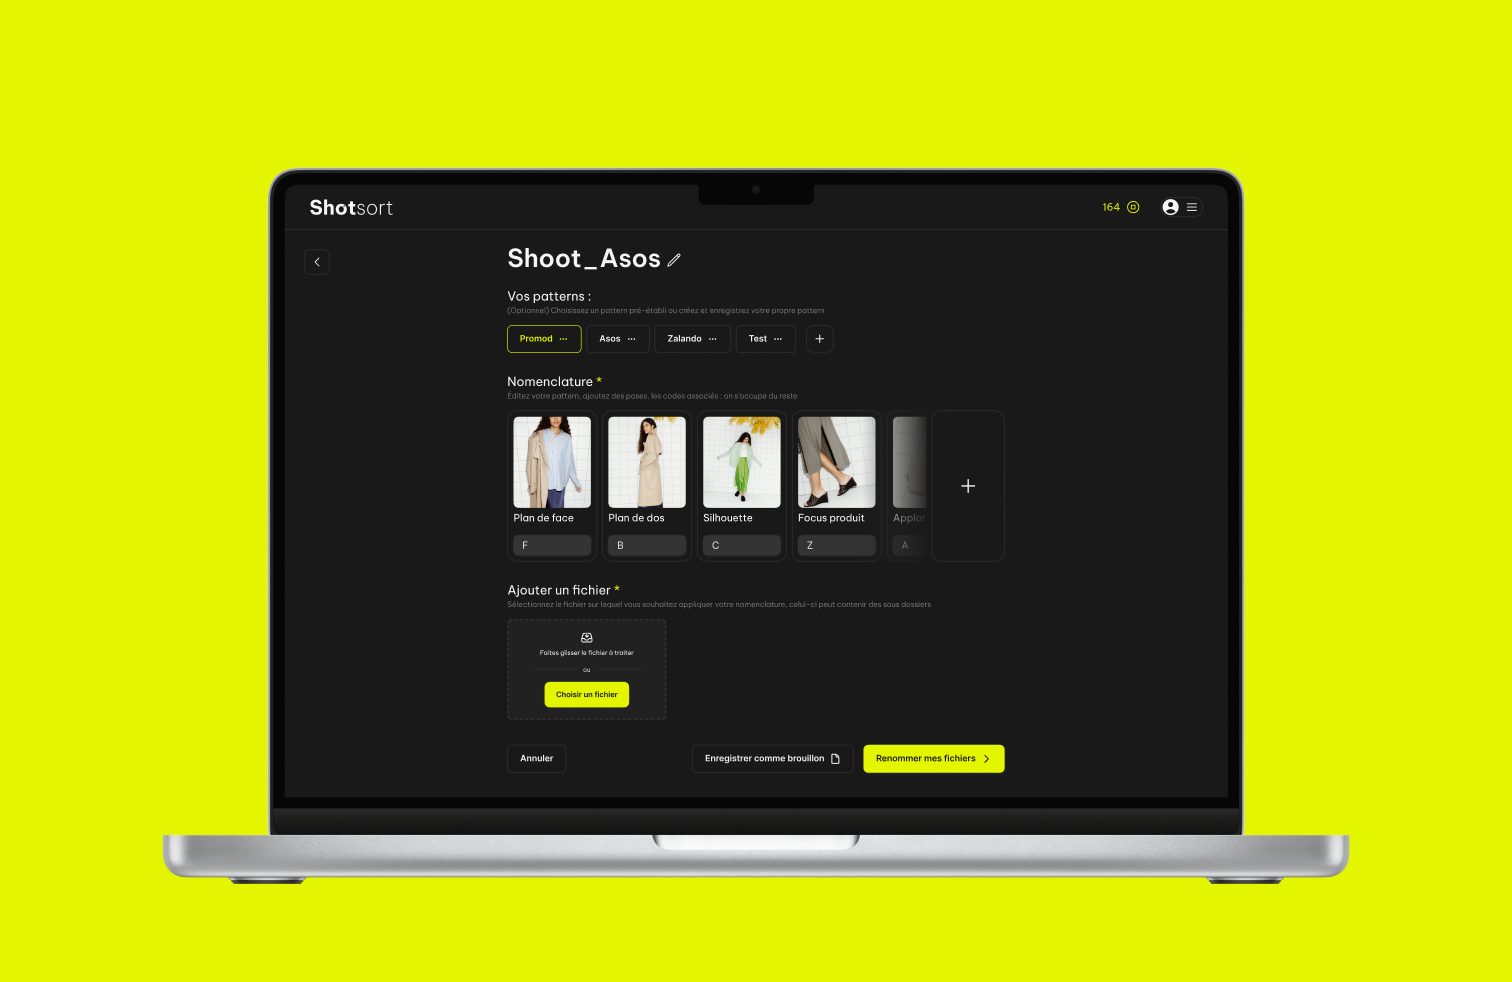 Shotsort
164
Shoot_Asos
Vos patterns :
(Optionnel) Choisissez un pattern pré-établi ou créez et enregistrez votre propre pattern
Promod ··· Asos ··· Zalando ··· Test ··· +
Nomenclature *
Éditez votre pattern, ajoutez des poses, les codes associés : on s'occupe du reste
Plan de face Plan de dos Silhouette Focus produit Applat
F B C Z A
Ajouter un fichier *
Sélectionnez le fichier sur lequel vous souhaitez appliquer votre nomenclature, celui-ci peut contenir des sous dossiers
Faites glisser le fichier à traiter
ou
Choisir un fichier
Annuler Enregistrer comme brouillon Renommer mes fichiers